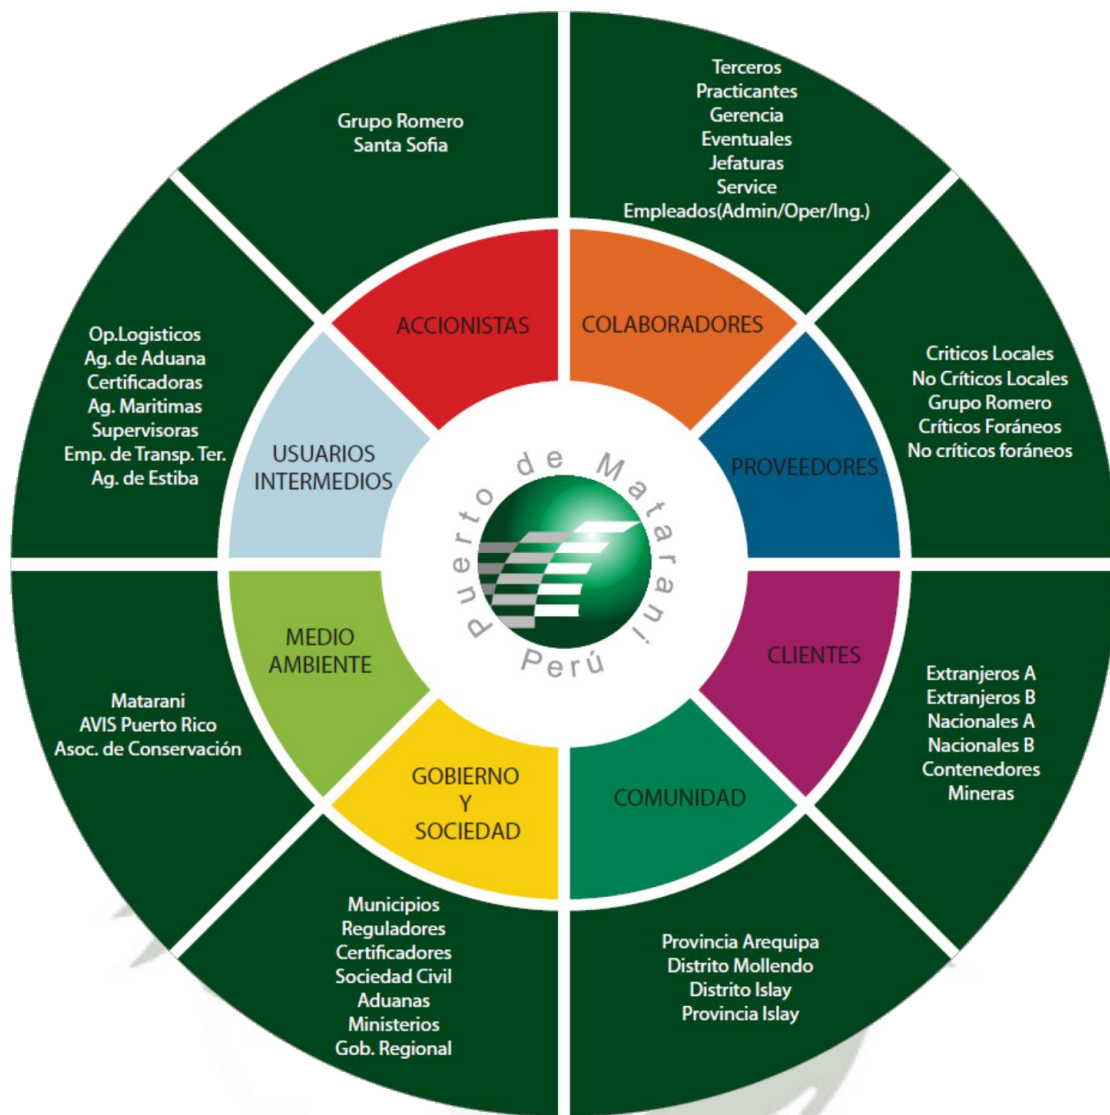 Grupo Romero
Santa Sofia
Terceros
Practicantes
Gerencia
Eventuales
Jefaturas
Service
Empleados(Admin/Oper/Ing.)
ACCIONISTAS
COLABORADORES
Op.Logisticos
Ag. de Aduana
Certificadoras
Ag. Maritimas
Supervisoras
Emp. de Transp. Ter.
Ag. de Estiba
USUARIOS
INTERMEDIOS
PROVEEDORES
Criticos Locales
No Críticos Locales
Grupo Romero
Críticos Foráneos
No críticos foráneos
Puerto de Matarani
Perú
MEDIO
AMBIENTE
CLIENTES
Matarani
AVIS Puerto Rico
Asoc. de Conservación
Extranjeros A
Extranjeros B
Nacionales A
Nacionales B
Contenedores
Mineras
GOBIERNO
Y
SOCIEDAD
COMUNIDAD
Municipios
Reguladores
Certificadores
Sociedad Civil
Aduanas
Ministerios
Gob. Regional
Provincia Arequipa
Distrito Mollendo
Distrito Islay
Provincia Islay